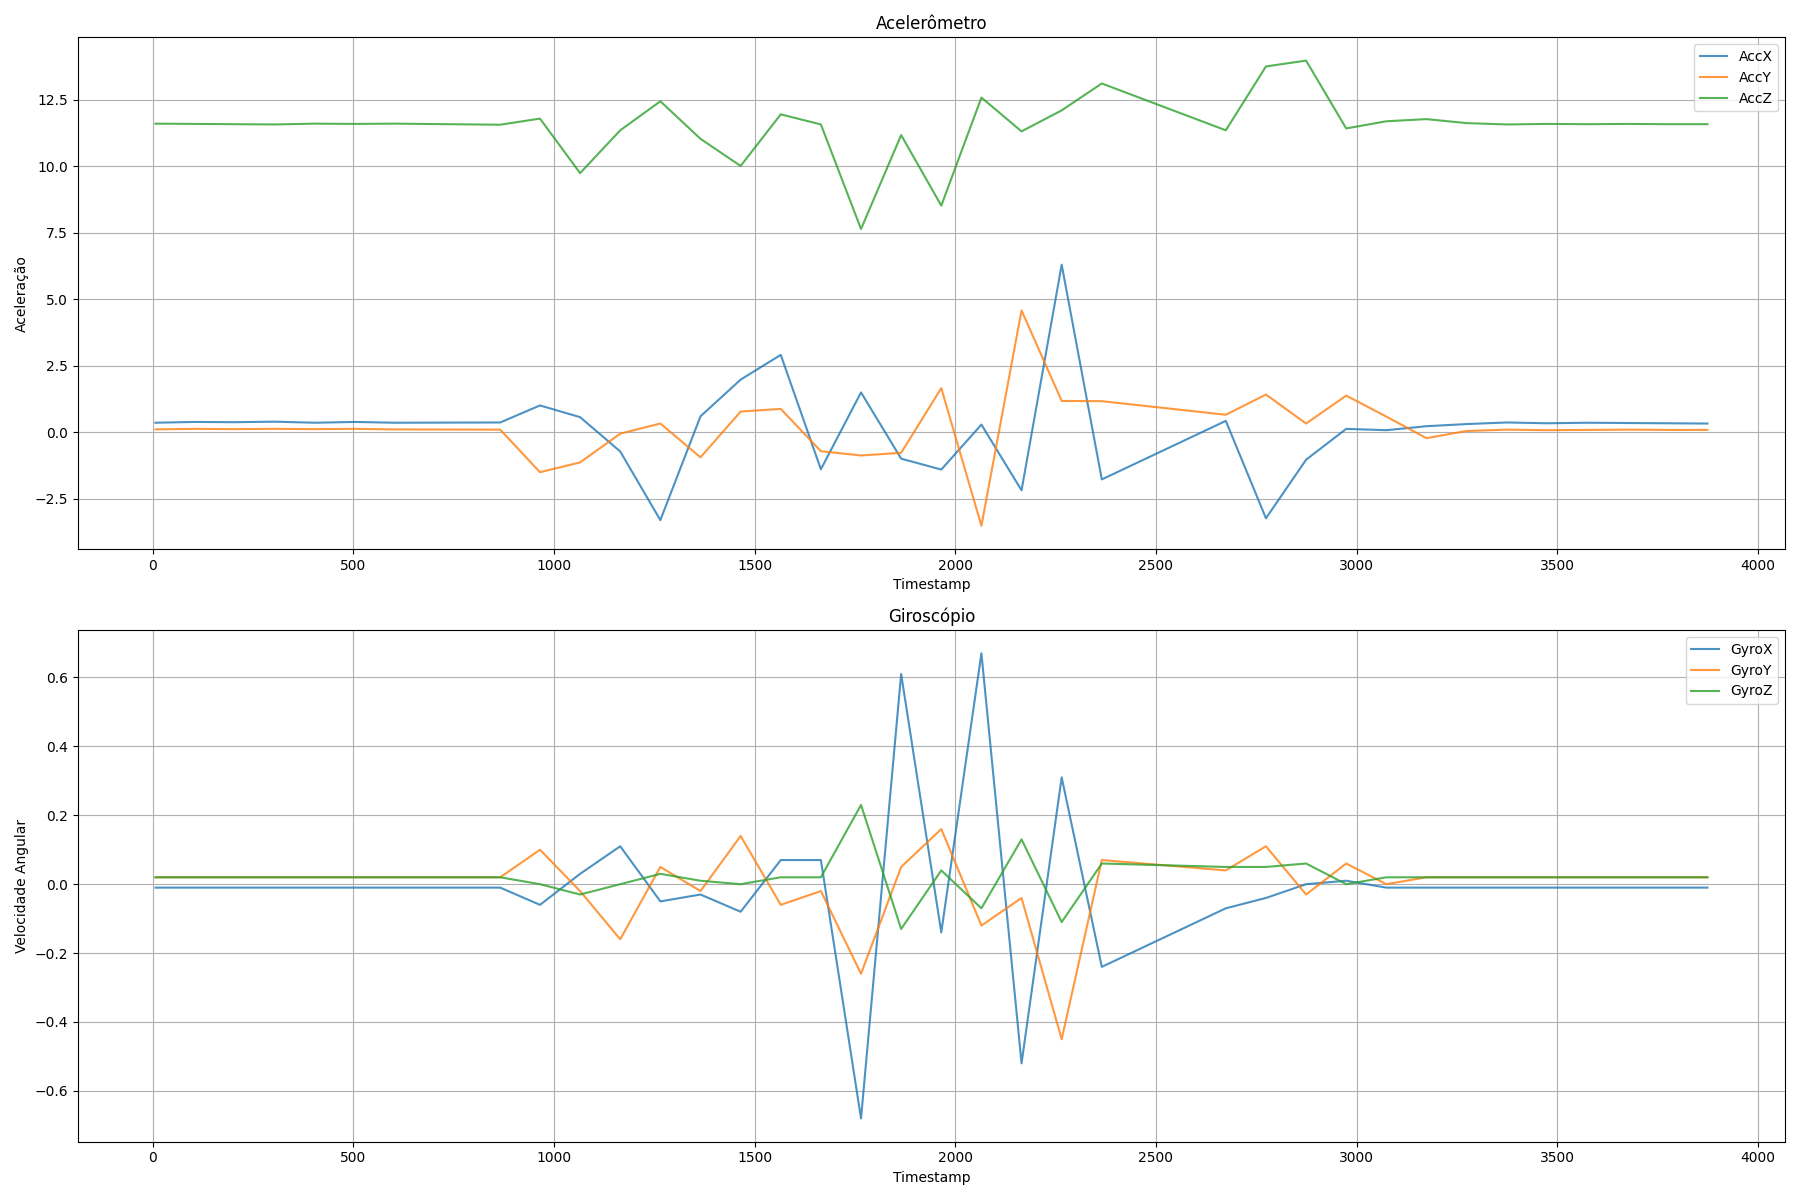 Acelerômetro
AccX
AccY
AccZ
12.5
10.0
7.5
5.0
2.5
0.0
−2.5
Aceleração
0 500 1000 1500 2000 2500 3000 3500 4000
Timestamp
Giroscópio
GyroX
GyroY
GyroZ
0.6
0.4
0.2
0.0
−0.2
−0.4
−0.6
Velocidade Angular
0 500 1000 1500 2000 2500 3000 3500 4000
Timestamp